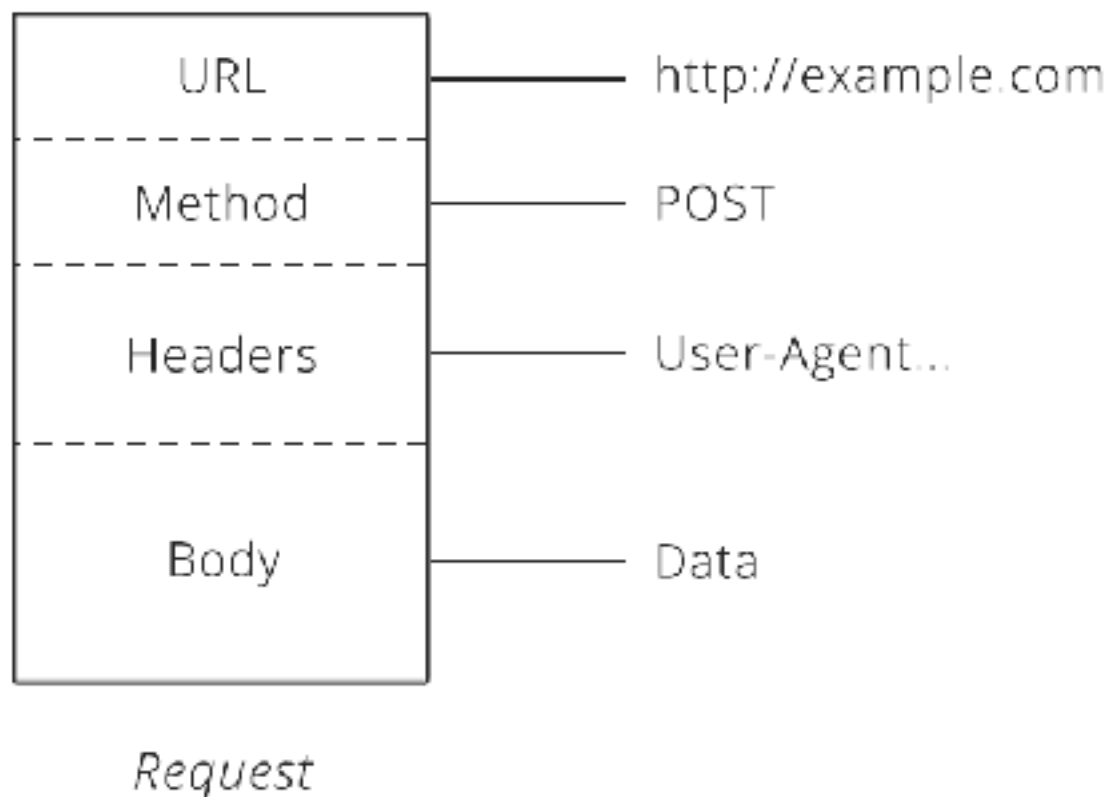 URL http://example.com
Method POST
Headers User-Agent...
Body Data
Request